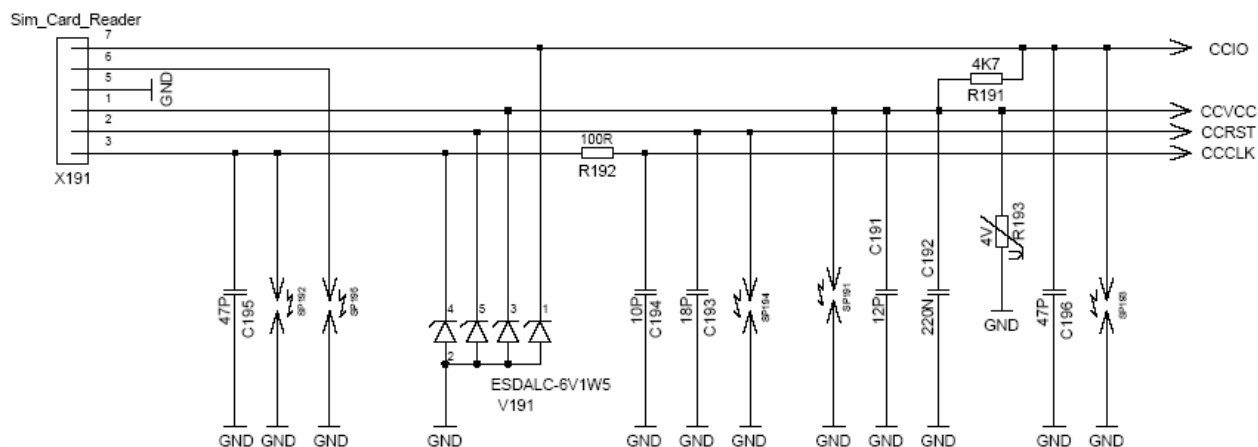 Sim_Card_Reader
7
6
5
1
2
3
X191
GND
CCIO
4K7
R191
CCVCC
CCRST
CCCLK
100R
R192
47P
C195
SP192
SP195
4
5
3
1
2
ESDALC-6V1W5
V191
10P
C194
18P
C193
SP194
SP191
C191
12P
C192
220N
4V
R193
U
GND
47P
C196
SP193
GND GND GND GND GND GND GND GND GND GND GND GND